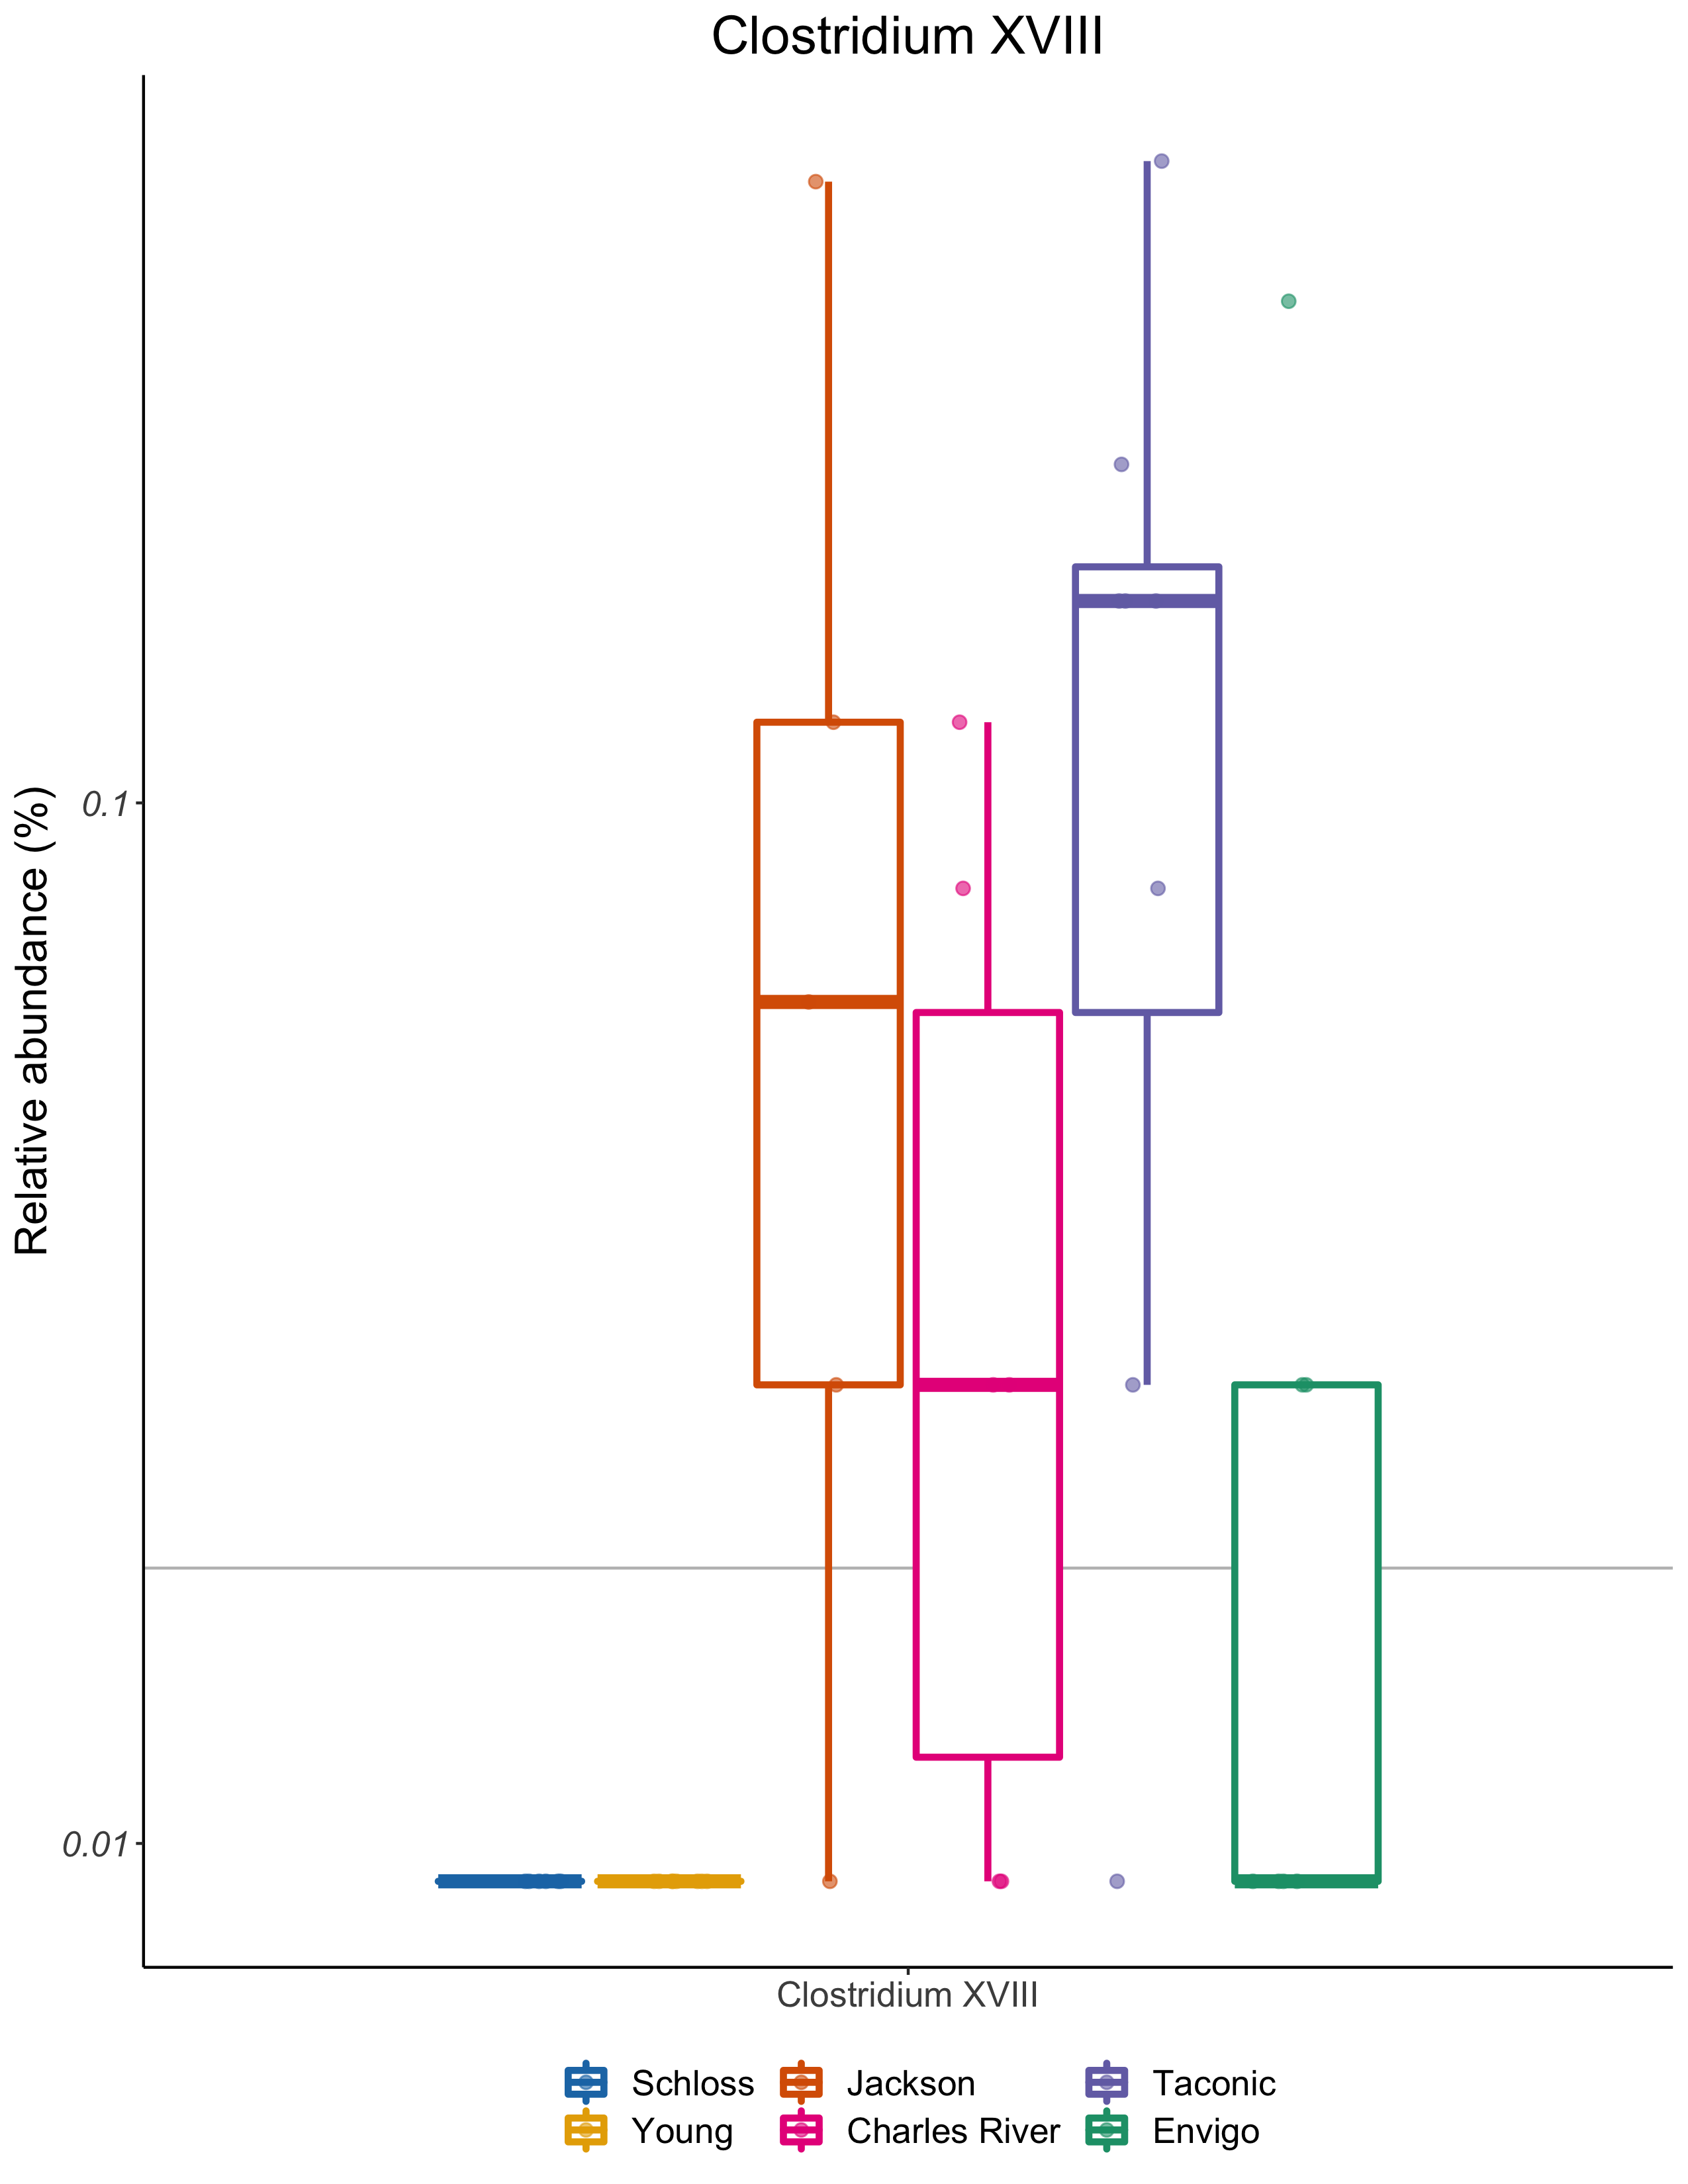 Clostridium XVIII
Relative abundance (%)
0.1
0.01
Clostridium XVIII
Schloss
Jackson
Taconic
Young
Charles River
Envigo